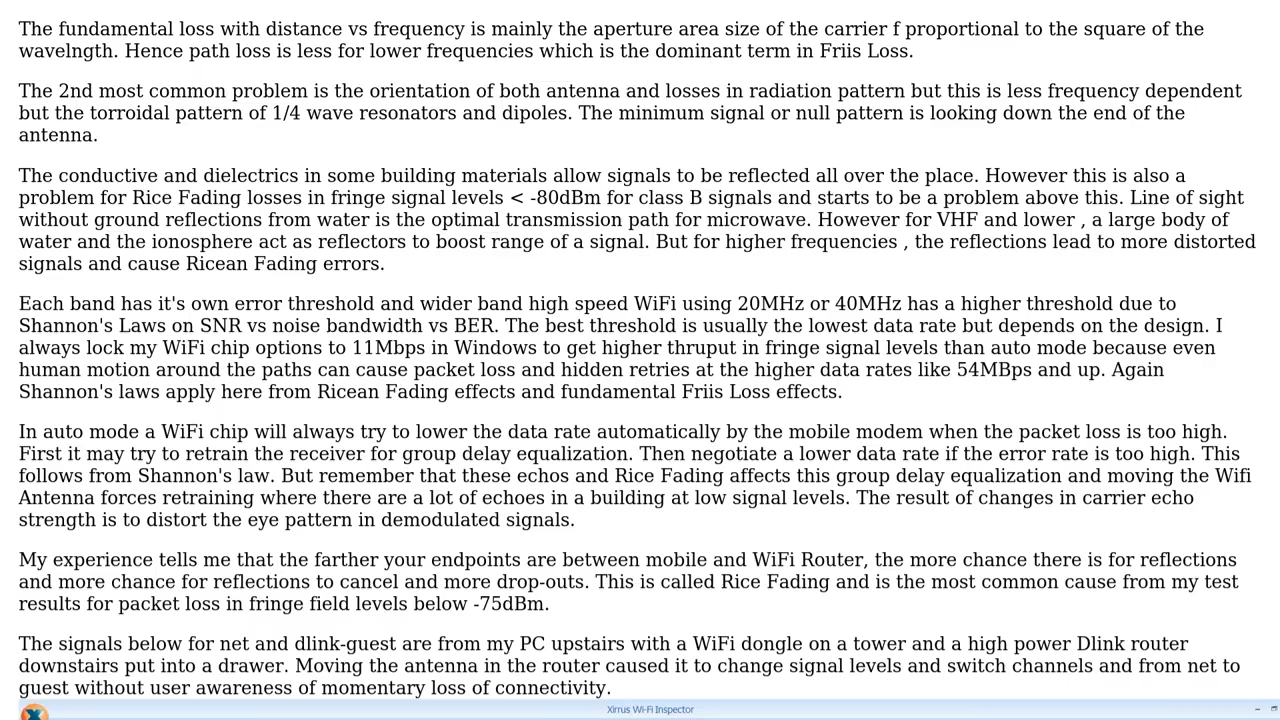 The fundamental loss with distance vs frequency is mainly the aperture area size of the carrier f proportional to the square of the
wavelngth. Hence path loss is less for lower frequencies which is the dominant term in Friis Loss.
The 2nd most common problem is the orientation of both antenna and losses in radiation pattern but this is less frequency dependent
but the torroidal pattern of 1/4 wave resonators and dipoles. The minimum signal or null pattern is looking down the end of the
antenna.
The conductive and dielectrics in some building materials allow signals to be reflected all over the place. However this is also a
problem for Rice Fading losses in fringe signal levels < -80dBm for class B signals and starts to be a problem above this. Line of sight
without ground reflections from water is the optimal transmission path for microwave. However for VHF and lower , a large body of
water and the ionosphere act as reflectors to boost range of a signal. But for higher frequencies , the reflections lead to more distorted
signals and cause Ricean Fading errors.
Each band has it's own error threshold and wider band high speed WiFi using 20MHz or 40MHz has a higher threshold due to
Shannon's Laws on SNR vs noise bandwidth vs BER. The best threshold is usually the lowest data rate but depends on the design. I
always lock my WiFi chip options to 11Mbps in Windows to get higher thruput in fringe signal levels than auto mode because even
human motion around the paths can cause packet loss and hidden retries at the higher data rates like 54MBps and up. Again
Shannon's laws apply here from Ricean Fading effects and fundamental Friis Loss effects.
In auto mode a WiFi chip will always try to lower the data rate automatically by the mobile modem when the packet loss is too high.
First it may try to retrain the receiver for group delay equalization. Then negotiate a lower data rate if the error rate is too high. This
follows from Shannon's law. But remember that these echos and Rice Fading affects this group delay equalization and moving the Wifi
Antenna forces retraining where there are a lot of echoes in a building at low signal levels. The result of changes in carrier echo
strength is to distort the eye pattern in demodulated signals.
My experience tells me that the farther your endpoints are between mobile and WiFi Router, the more chance there is for reflections
and more chance for reflections to cancel and more drop-outs. This is called Rice Fading and is the most common cause from my test
results for packet loss in fringe field levels below -75dBm.
The signals below for net and dlink-guest are from my PC upstairs with a WiFi dongle on a tower and a high power Dlink router
downstairs put into a drawer. Moving the antenna in the router caused it to change signal levels and switch channels and from net to
guest without user awareness of momentary loss of connectivity.
Xirrus Wi-Fi Inspector